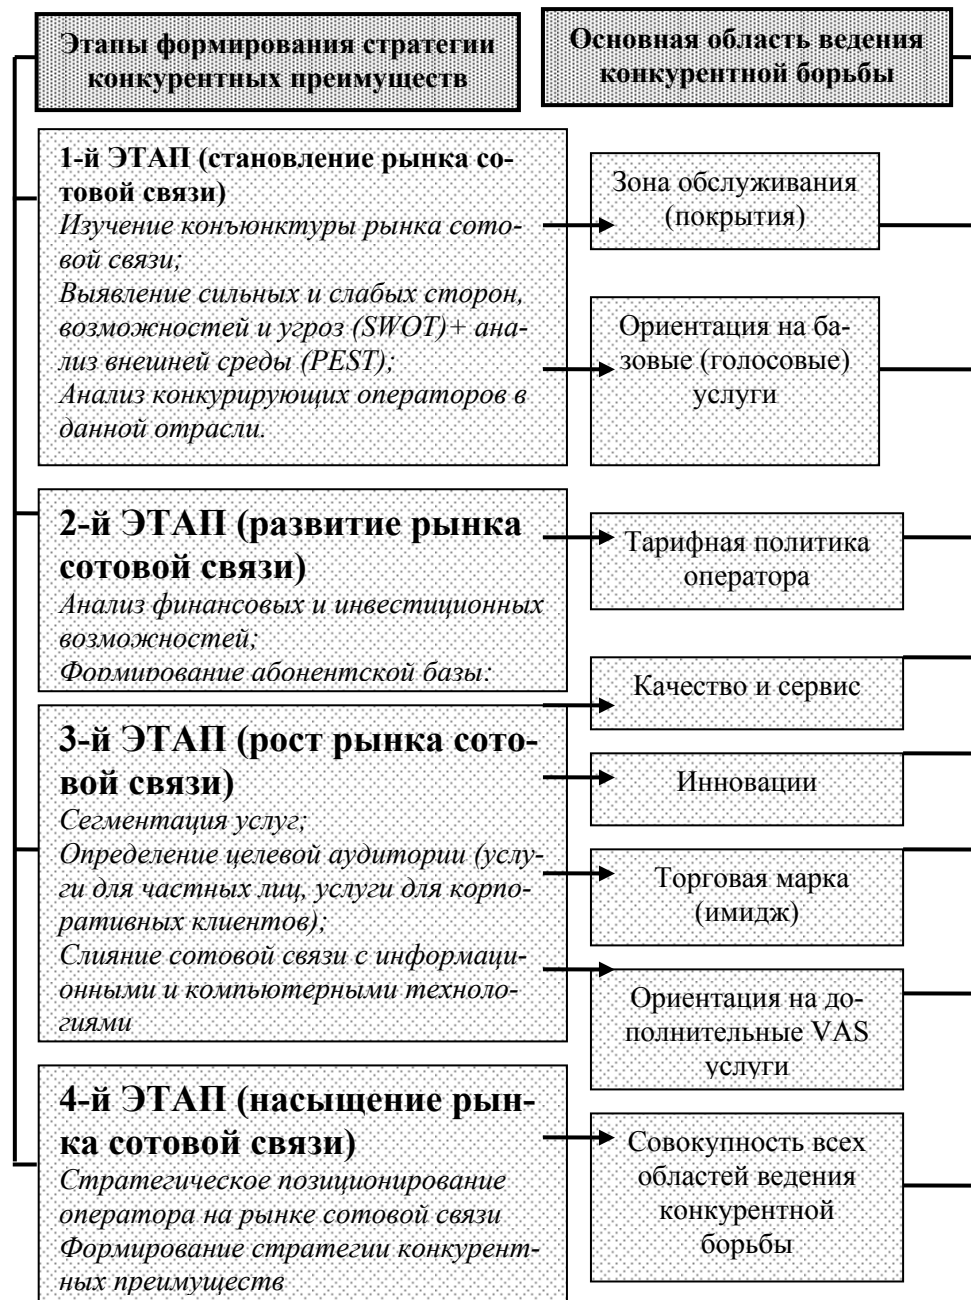 Этапы формирования стратегии
конкурентных преимуществ
Основная область ведения
конкурентной борьбы
1-й ЭТАП (становление рынка со-
товой связи)
Изучение конъюнктуры рынка сото-
вой связи;
Выявление сильных и слабых сторон,
возможностей и угроз (SWOT)+ ана-
лиз внешней среды (PEST);
Анализ конкурирующих операторов в
данной отрасли.
Зона обслуживания
(покрытия)
Ориентация на ба-
зовые (голосовые)
услуги
2-й ЭТАП (развитие рынка
сотовой связи)
Анализ финансовых и инвестиционных
возможностей;
Формирование абонентской базы;
Тарифная политика
оператора
3-й ЭТАП (рост рынка сото-
вой связи)
Сегментация услуг;
Определение целевой аудитории (услу-
ги для частных лиц, услуги для корпо-
ративных клиентов);
Слияние сотовой связи с информаци-
онными и компьютерными техноло-
гиями
Качество и сервис
Инновации
Торговая марка
(имидж)
Ориентация на до-
полнительные VAS
услуги
4-й ЭТАП (насыщение рын-
ка сотовой связи)
Стратегическое позиционирование
оператора на рынке сотовой связи
Формирование стратегии конкурент-
ных преимуществ
Совокупность всех
областей ведения
конкурентной
борьбы